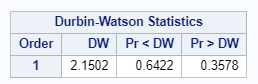 Durbin-Watson Statistics
Order DW Pr < DW Pr > DW
1 2.1502 0.6422 0.3578